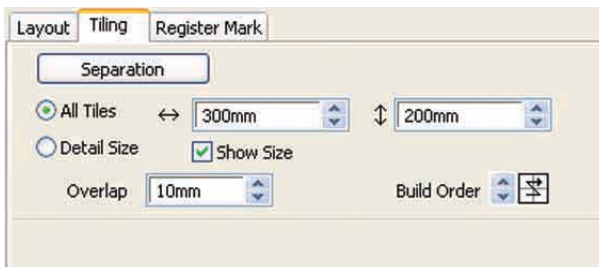 Layout Tiling Register Mark
Separation
All Tiles 300mm 200mm
Detail Size Show Size
Overlap 10mm Build Order